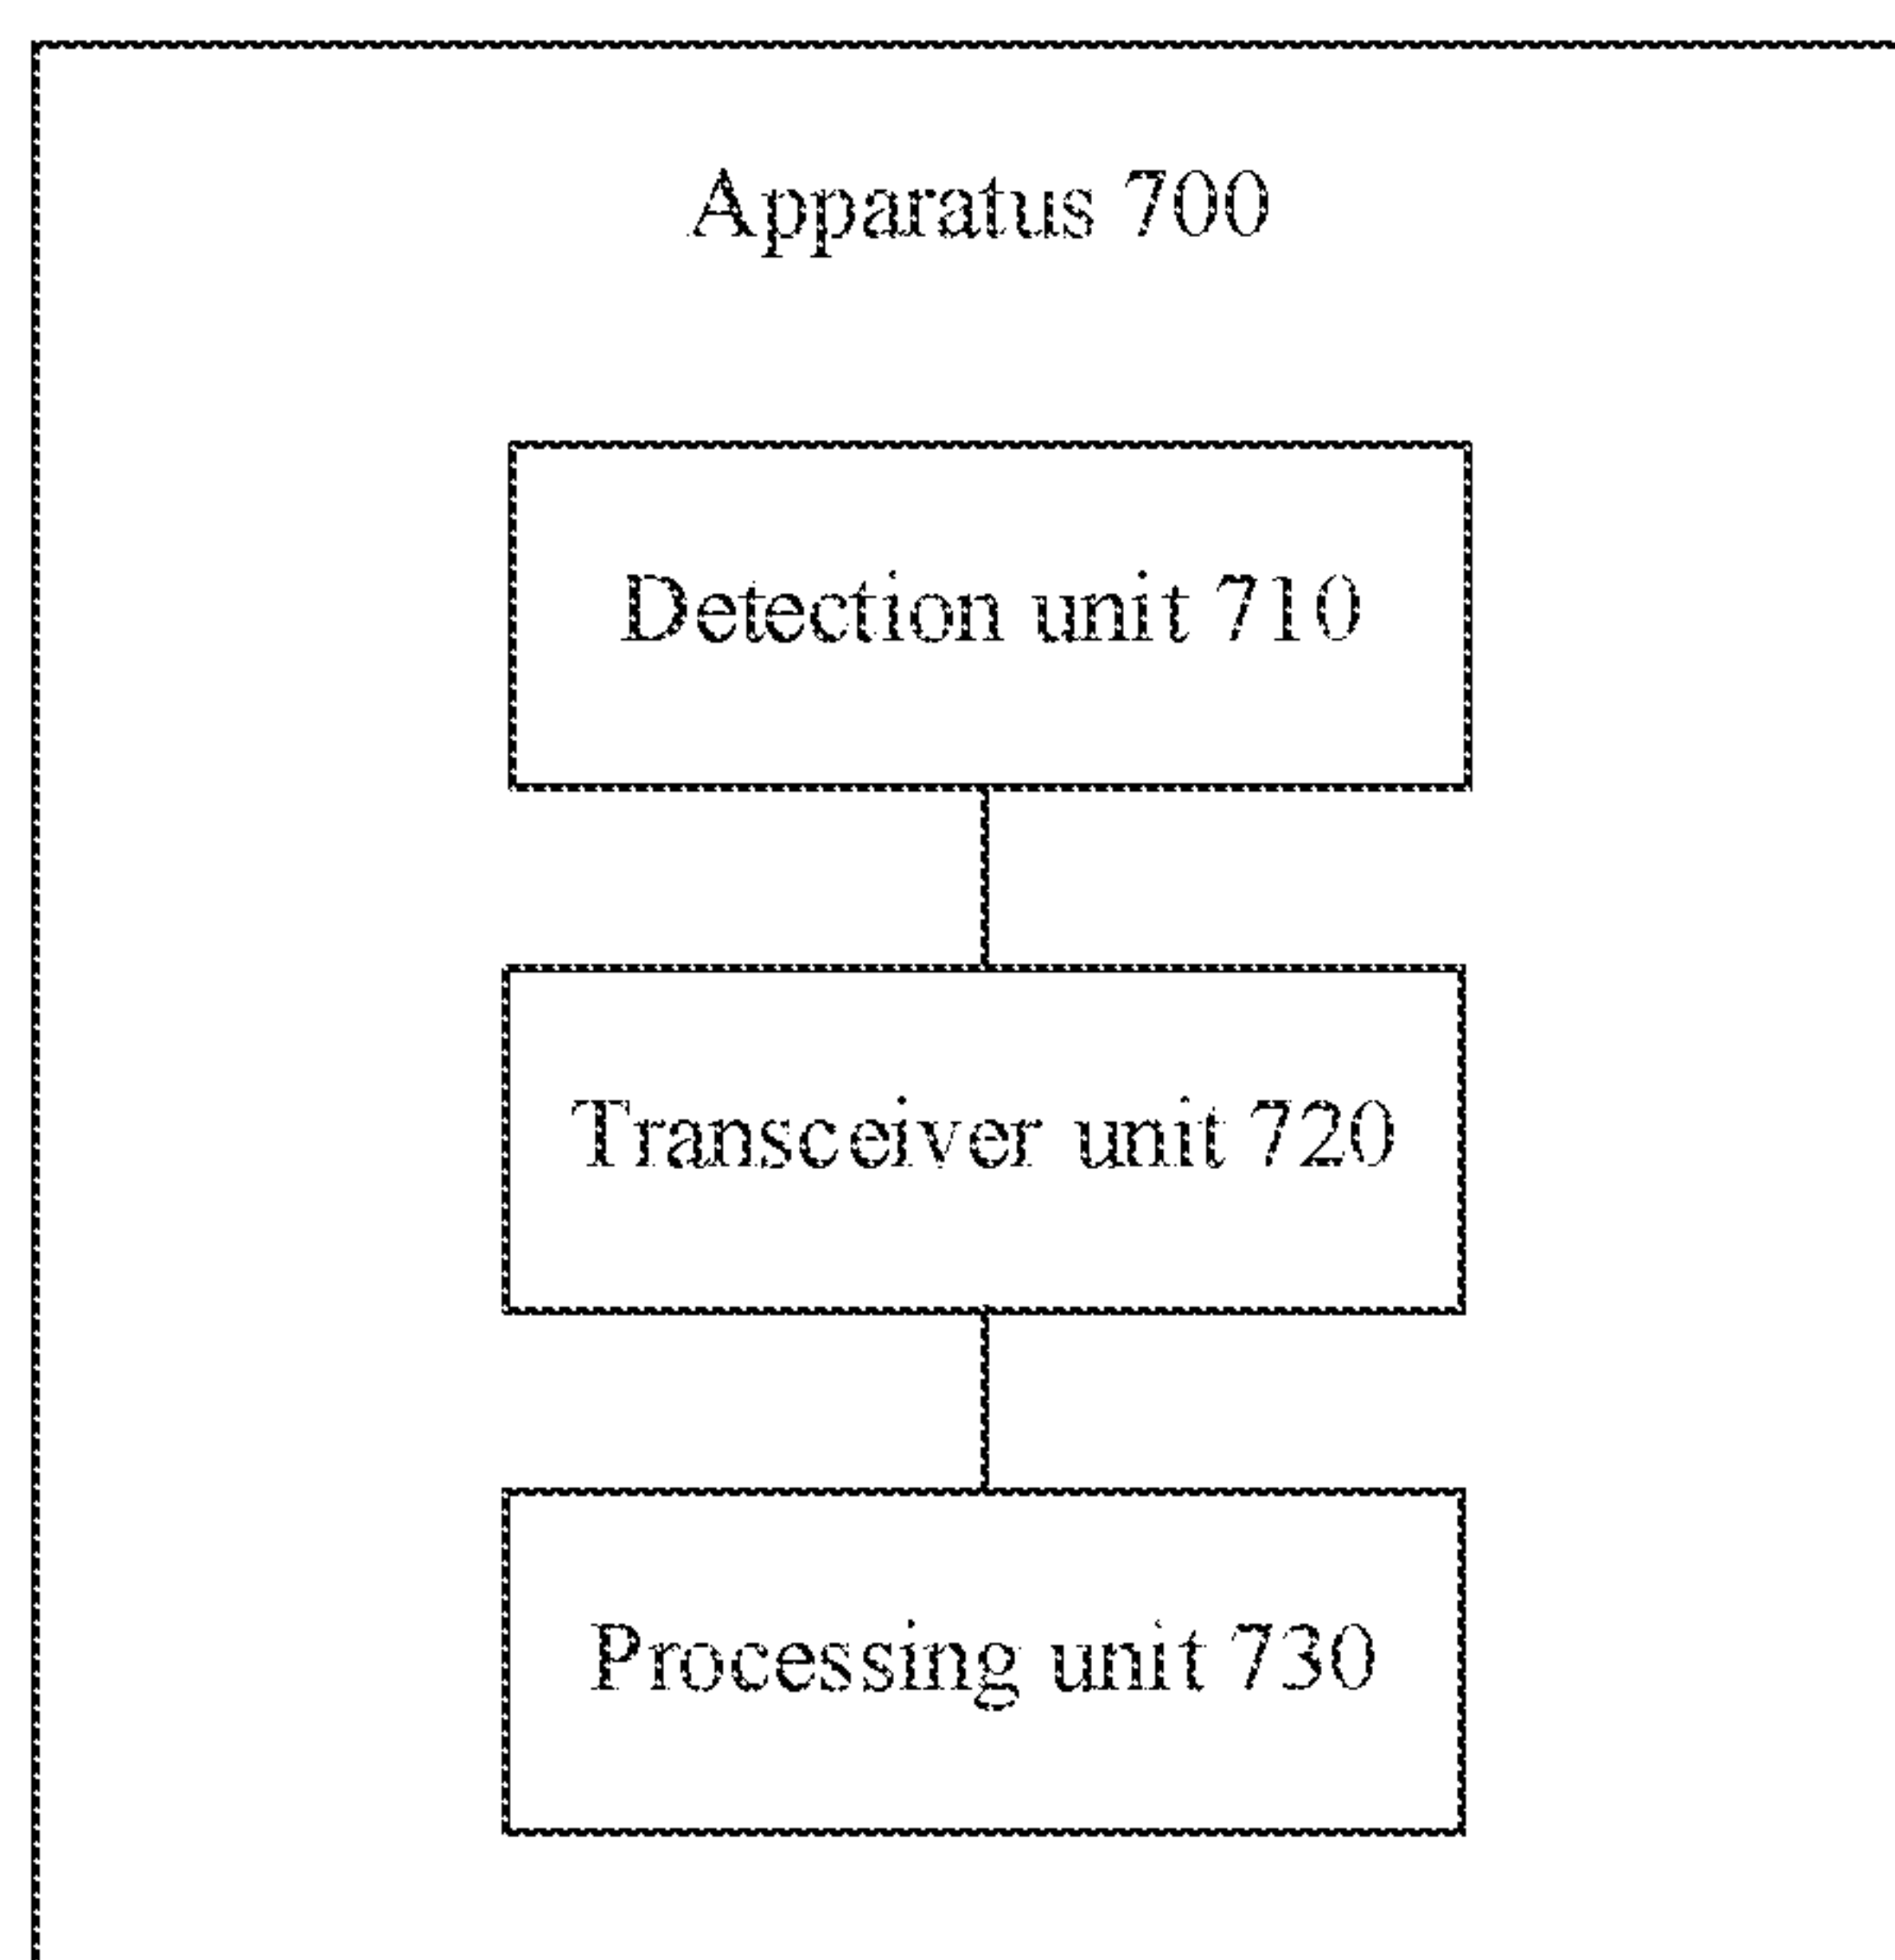 Apparatus 700
Detection unit 710
Transceiver unit 720
Processing unit 730